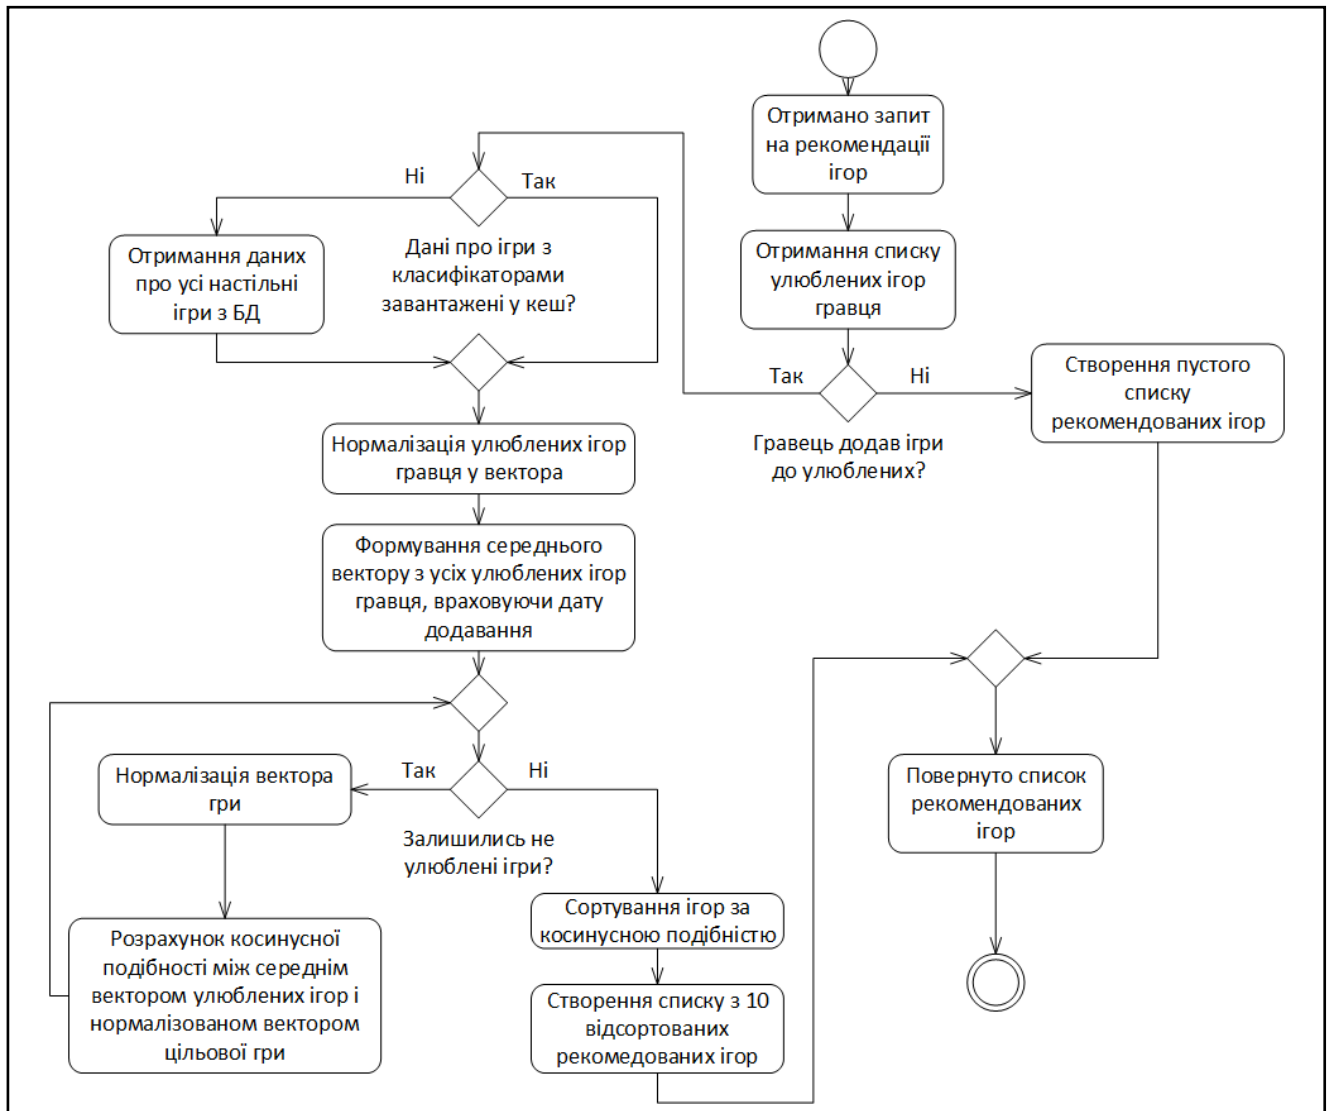 Отримано запит
на рекомендації
ігор
Отримання списку
улюблених ігор
гравця
Так
Ні
Гравець додав ігри
до улюблених?
Створення пустого
списку
рекомендованих ігор
Ні
Так
Дані про ігри з
класифікаторами
завантажені у кеш?
Отримання даних
про усі настільні
ігри з БД
Нормалізація улюблених ігор
гравця у вектора
Формування середнього
вектору з усіх улюблених ігор
гравця, враховуючи дату
додавання
Так
Ні
Залишились не
улюблені ігри?
Нормалізація вектора
гри
Розрахунок косинусної
подібності між середнім
вектором улюблених ігор і
нормалізованом вектором
цільової гри
Сортування ігор за
косинусною подібністю
Створення списку з 10
відсортованих
рекомедованих ігор
Повернуто список
рекомендованих
ігор